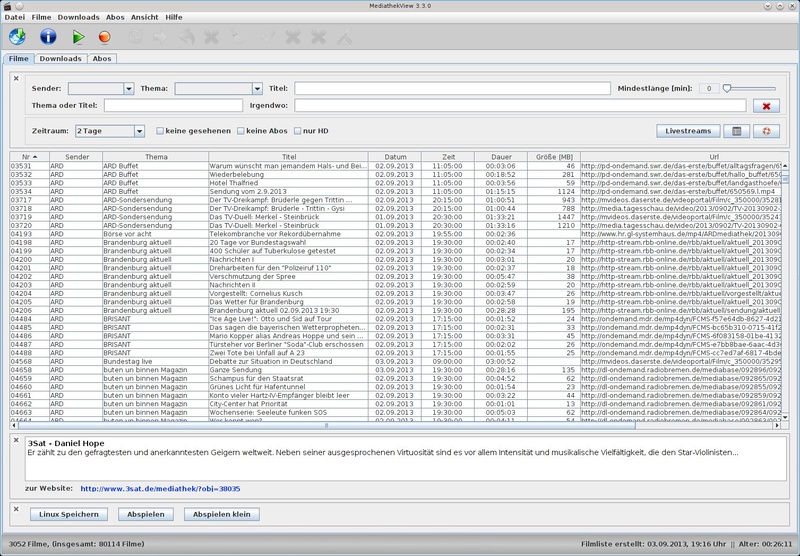 MediathekView 3.3.0
Datei Filme Downloads Abos Ansicht Hilfe
Filme Downloads Abos
Sender: Thema: Titel: Mindestlänge [min]: 0
Thema oder Titel: Irgendwo:
Zeitraum: 2 Tage keine gesehenen keine Abos nur HD Livestreams
Nr Sender Thema Titel Datum Zeit Dauer Größe [MB] Url
03531 ARD ARD Buffet Warum wünscht man jemandem Hals- und Bei... 02.09.2013 11:05:00 00:03:06 46 http://pd-ondemand.swr.de/das-erste/buffet/alltagsfragen/6
03532 ARD ARD Buffet Wiederbelebung 02.09.2013 11:05:00 00:18:52 281 http://pd-ondemand.swr.de/das-erste/buffet/hallo_buffet/650
03533 ARD ARD Buffet Hotel Thalfried 02.09.2013 11:05:00 00:03:56 59 http://pd-ondemand.swr.de/das-erste/buffet/landgasthoefe/
03534 ARD ARD Buffet Sendung vom 2.9.2013 02.09.2013 11:05:00 01:15:15 1124 http://pd-ondemand.swr.de/das-erste/buffet/650569.l.mp4
03717 ARD ARD-Sondersendung Der TV-Dreikampf: Brüderle gegen Trittin ... 02.09.2013 20:15:00 01:00:51 943 http://mvideos.daserste.de/videoportal/Film/c_350000/35281
03718 ARD ARD-Sondersendung Der TV-Dreikampf: Brüderle - Trittin - Gysi 02.09.2013 20:15:00 01:00:44 788 http://media.tagesschau.de/video/2013/0902/TV-20130902-
03719 ARD ARD-Sondersendung Das TV-Duell: Merkel - Steinbrück 01.09.2013 20:30:00 01:33:21 1447 http://mvideos.daserste.de/videoportal/Film/c_350000/35243
03720 ARD ARD-Sondersendung Das TV-Duell: Merkel - Steinbrück 01.09.2013 20:30:00 01:33:16 1210 http://media.tagesschau.de/video/2013/0902/TV-20130902-
04193 ARD Börse vor acht Telekombranche vor Rekordübernahme 02.09.2013 19:55:00 00:02:36 http://www.hr.gl-systemhaus.de/mp4/ARDmediathek/201309
04198 ARD Brandenburg aktuell 20 Tage vor Bundestagswahl 02.09.2013 19:30:00 00:02:40 17 http://http-stream.rbb-online.de/rbb/aktuell/aktuell_201309C
04199 ARD Brandenburg aktuell 400 Schüler auf Tuberkulose getestet 02.09.2013 19:30:00 00:02:44 17 http://http-stream.rbb-online.de/rbb/aktuell/aktuell_201309C
04200 ARD Brandenburg aktuell Nachrichten I 02.09.2013 19:30:00 00:03:01 20 http://http-stream.rbb-online.de/rbb/aktuell/aktuell_201309C
04201 ARD Brandenburg aktuell Dreharbeiten für den "Polizeiruf 110" 02.09.2013 19:30:00 00:02:37 18 http://http-stream.rbb-online.de/rbb/aktuell/aktuell_201309C
04202 ARD Brandenburg aktuell Verschmutzung der Spree 02.09.2013 19:30:00 00:05:47 38 http://http-stream.rbb-online.de/rbb/aktuell/aktuell_201309C
04203 ARD Brandenburg aktuell Nachrichten II 02.09.2013 19:30:00 00:02:59 20 http://http-stream.rbb-online.de/rbb/aktuell/aktuell_201309C
04204 ARD Brandenburg aktuell Vorgestellt: Cornelius Kusch 02.09.2013 19:30:00 00:03:47 26 http://http-stream.rbb-online.de/rbb/aktuell/vorgestellt/aktue
04205 ARD Brandenburg aktuell Das Wetter für Brandenburg 02.09.2013 19:30:00 00:02:58 19 http://http-stream.rbb-online.de/rbb/aktuell/aktuell_201309C
04206 ARD Brandenburg aktuell Brandenburg aktuell 02.09.2013 19:30 02.09.2013 19:30:00 00:28:28 195 http://http-stream.rbb-online.de/rbb/aktuell/sendung/aktuell
04484 ARD BRISANT "Ice Age Live!": Otto und Sid auf Tour 02.09.2013 17:15:00 00:01:52 24 http://ondemand.mdr.de/mp4dyn/FCMS-f57e64db-8627-4d21
04485 ARD BRISANT Das sagen die bayerischen Wetterpropheten... 02.09.2013 17:15:00 00:02:31 33 http://ondemand.mdr.de/mp4dyn/FCMS-bc65b310-0715-41f2
04486 ARD BRISANT Mario Kopper alias Andreas Hoppe und sein ... 02.09.2013 17:15:00 00:03:31 45 http://ondemand.mdr.de/mp4dyn/FCMS-6f083158-01be-4132
04487 ARD BRISANT Türsteher vor Berliner "Soda"-Club erschossen 02.09.2013 17:15:00 00:02:09 28 http://ondemand.mdr.de/mp4dyn/FCMS-e7bb8bae-6aac-4d3
04488 ARD BRISANT Zwei Tote bei Unfall auf A 23 02.09.2013 17:15:00 00:01:55 25 http://ondemand.mdr.de/mp4dyn/FCMS-cc7ed7af-6817-4bde
04568 ARD Bundestag live Debatte zur Situation in Deutschland 03.09.2013 09:00:00 03:00:52 http://mvideos.daserste.de/videoportal/Film/c_350000/35295
04658 ARD buten un binnen Magazin Ganze Sendung 03.09.2013 19:30:00 00:28:16 135 http://dl-ondemand.radiobremen.de/mediabase/092896/092
04659 ARD buten un binnen Magazin Schampus für den Staatsrat 02.09.2013 19:30:00 00:04:52 62 http://dl-ondemand.radiobremen.de/mediabase/092855/092
04660 ARD buten un binnen Magazin Grünes Licht für Hafentunnel 02.09.2013 19:30:00 00:01:54 23 http://dl-ondemand.radiobremen.de/mediabase/092859/092
04661 ARD buten un binnen Magazin Konto vieler Hartz-IV-Empfänger bleibt leer 02.09.2013 19:30:00 00:03:22 44 http://dl-ondemand.radiobremen.de/mediabase/092860/092
04662 ARD buten un binnen Magazin City-Center hat Priorität 02.09.2013 19:30:00 00:01:01 13 http://dl-ondemand.radiobremen.de/mediabase/092862/092
04663 ARD buten un binnen Magazin Wochenserie: Seeleute funken SOS 02.09.2013 19:30:00 00:05:03 62 http://dl-ondemand.radiobremen.de/mediabase/092864/092
3Sat - Daniel Hope
Er zählt zu den gefragtesten und anerkanntesten Geigern weltweit. Neben seiner ausgesprochenen Virtuosität sind es vor allem Intensität und musikalische Vielfältigkeit, die den Star-Violinisten...
zur Website: http://www.3sat.de/mediathek/?obj=38035
Linux Speichern Abspielen Abspielen klein
3052 Filme, (insgesamt: 80114 Filme) Filmliste erstellt: 03.09.2013, 19:16 Uhr || Alter: 00:26:11